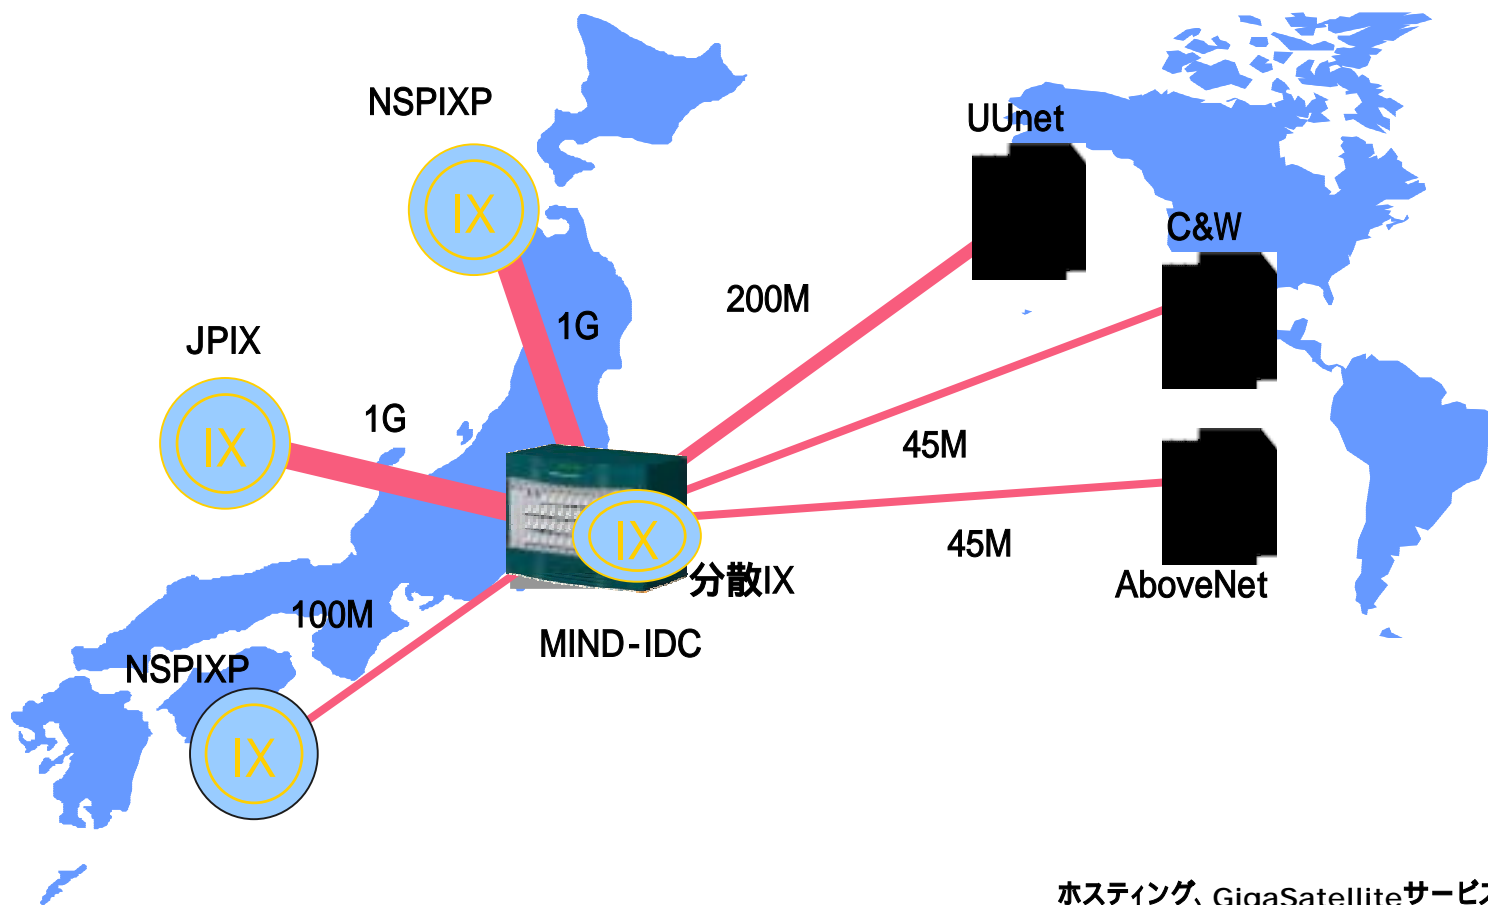 NSPIXP
UUnet
IX
C&W
200M
1G
JPIX
1G
IX
45M
IX
45M
分散IX
AboveNet
100M
MIND-IDC
NSPIXP
IX
ホスティング、GigaSatelliteサービス